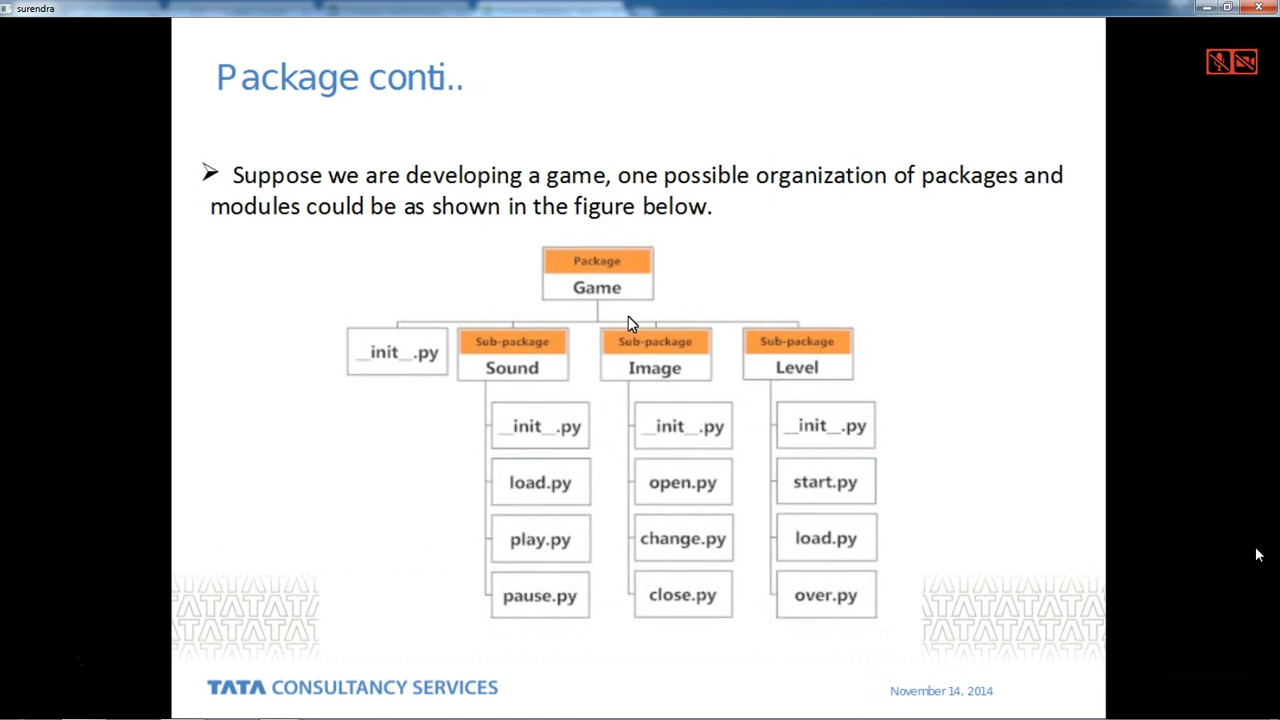 surendra
Package conti..
➢ Suppose we are developing a game, one possible organization of packages and
modules could be as shown in the figure below.
Package
Game
__init__.py
Sub-package
Sound
Sub-package
Image
Sub-package
Level
__init__.py
load.py
play.py
pause.py
__init__.py
open.py
change.py
close.py
__init__.py
start.py
load.py
over.py
TATA CONSULTANCY SERVICES
November 14, 2014